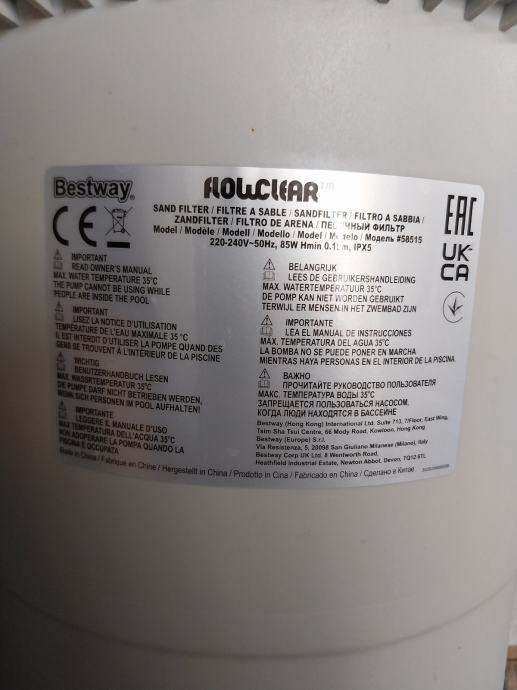 Bestway®
FLOWCLEAR™
SAND FILTER / FILTRE A SABLE / SANDFILTER / FILTRO A SABBIA /
ZANDFILTER / FILTRO DE ARENA / ПЕСОЧНЫЙ ФИЛЬТР
Model / Modèle / Modell / Modello / Model / Modelo / Модель #58515
220-240V~50Hz, 85W Hmin 0.19m, IPX5
CE
EAC
UK
CA
IMPORTANT
READ OWNER'S MANUAL
MAX. WATER TEMPERATURE 35°C
THE PUMP CANNOT BE USING WHILE
PEOPLE ARE INSIDE THE POOL
IMPORTANT
LISEZ LA NOTICE D'UTILISATION
TEMPÉRATURE DE L'EAU MAXIMALE 35 °C
IL EST INTERDIT D'UTILISER LA POMPE QUAND DES
GENS SE TROUVENT À L'INTÉRIEUR DE LA PISCINE
WICHTIG
BENUTZERHANDBUCH LESEN
MAX. WASSRTEMPERATUR 35°C
DIE PUMPE DARF NICHT BETRIEBEN WERDEN,
WENN SICH PERSONEN IM POOL AUFHALTEN!
IMPORTANTE
LEGGERE IL MANUALE D'USO
MAX TEMPERATURA DELL'ACQUA 35°C
NON ADOPERARE LA POMPA QUANDO LA
PISCINA È OCCUPATA
BELANGRIJK
LEES DE GEBRUIKERSHANDLEIDING
MAX. WATERTEMPERATUUR 35°C
DE POMP KAN NIET WORDEN GEBRUIKT
TERWIJL ER MENSEN IN HET ZWEMBAD ZIJN
IMPORTANTE
LEA EL MANUAL DE INSTRUCCIONES
MÁX. TEMPERATURA DEL AGUA 35°C
LA BOMBA NO SE PUEDE PONER EN MARCHA
MIENTRAS HAYA PERSONAS EN EL INTERIOR DE LA PISCINA.
ВАЖНО
ПРОЧИТАЙТЕ РУКОВОДСТВО ПОЛЬЗОВАТЕЛЯ
МАКС. ТЕМПЕРАТУРА ВОДЫ 35°C
ЗАПРЕЩАЕТСЯ ПОЛЬЗОВАТЬСЯ НАСОСОМ,
КОГДА ЛЮДИ НАХОДЯТСЯ В БАССЕЙНЕ
Bestway (Hong Kong) International Ltd. Suite 713, 7/Floor, East Wing,
Tsim Sha Tsui Centre, 66 Mody Road, Kowloon, Hong Kong
Bestway (Europe) S.r.l.
Via Resistenza, 5, 20098 San Giuliano Milanese (Milano), Italy
Bestway Corp UK Ltd. 8 Wentworth Road,
Heathfield Industrial Estate, Newton Abbot, Devon, TQ12 6TL
Made in China / Fabriqué en Chine / Hergestellt in China / Prodotto in Cina / Fabricado en China / Сделано в Китае